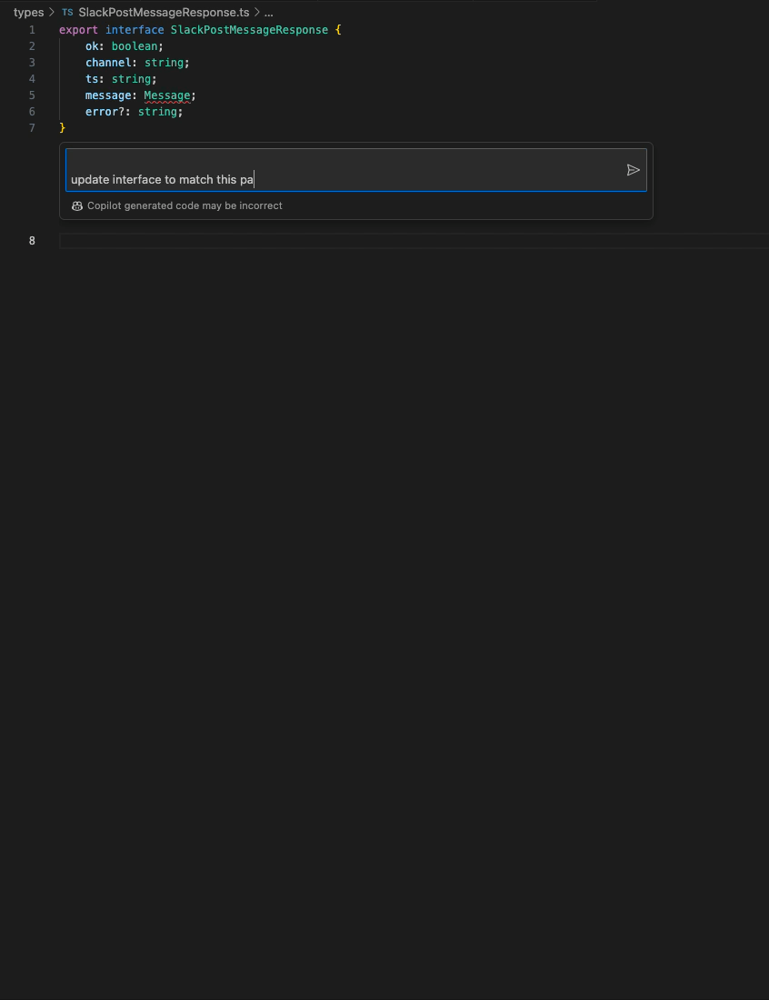 types > TS SlackPostMessageResponse.ts > ...
1 export interface SlackPostMessageResponse {
2 ok: boolean;
3 channel: string;
4 ts: string;
5 message: Message;
6 error?: string;
7 }
update interface to match this pa
Copilot generated code may be incorrect
8